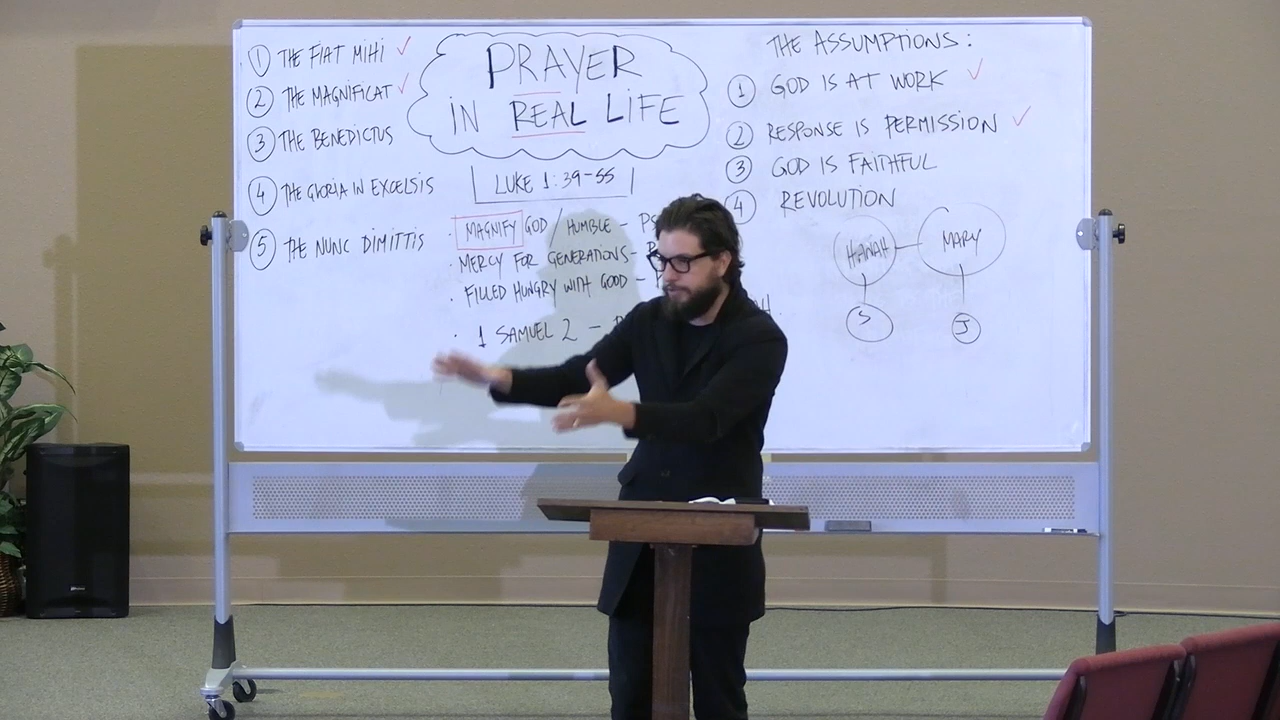 ① THE FIAT MIHI ✓
② THE MAGNIFICAT ✓
③ THE BENEDICTUS
④ THE GLORIA IN EXCELSIS
⑤ THE NUNC DIMITTIS
PRAYER
IN REAL LIFE
LUKE 1:39-55
· MAGNIFY GOD / HUMBLE - PS
· MERCY FOR GENERATIONS -
· FILLED HUNGRY WITH GOOD -
· 1 SAMUEL 2 -
THE ASSUMPTIONS:
① GOD IS AT WORK ✓
② RESPONSE IS PERMISSION ✓
③ GOD IS FAITHFUL
④ REVOLUTION
HANAH - MARY
S J